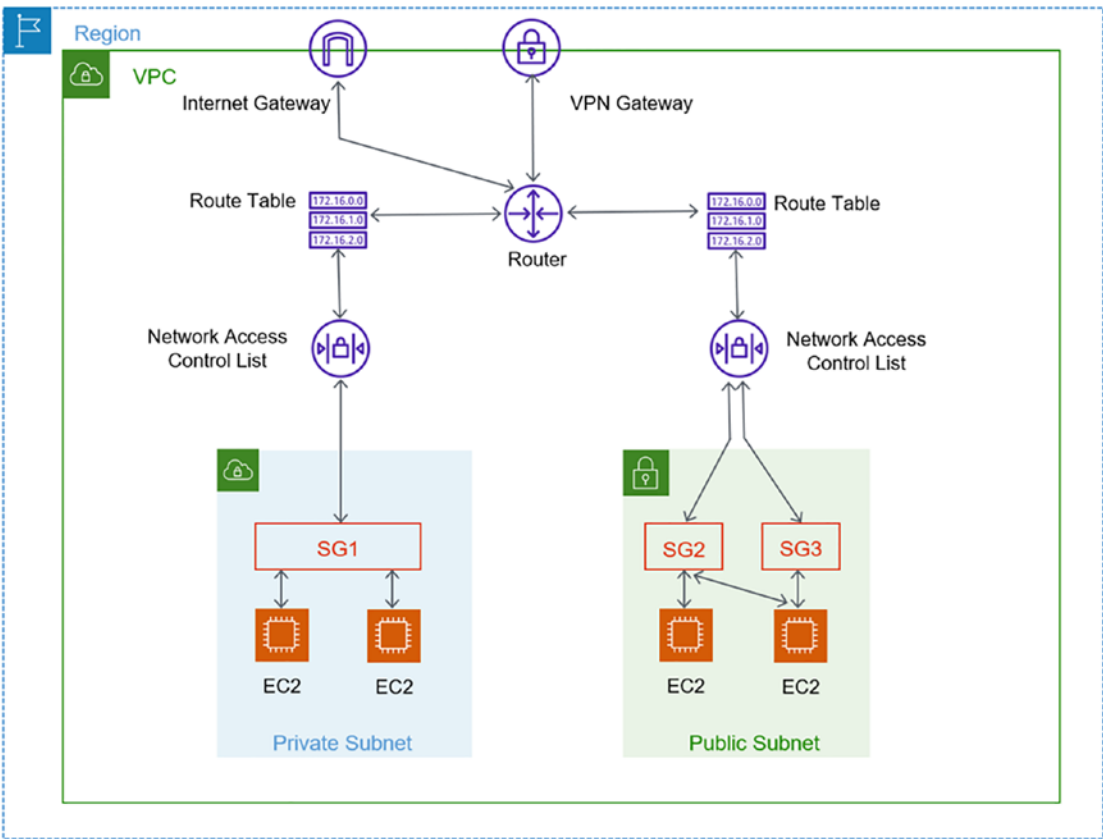 Region
VPC
Internet Gateway
VPN Gateway
Route Table
172.16.0.0
172.16.1.0
172.16.2.0
Router
172.16.0.0
172.16.1.0
172.16.2.0
Route Table
Network Access
Control List
Network Access
Control List
SG1
SG2
SG3
EC2
EC2
EC2
EC2
Private Subnet
Public Subnet